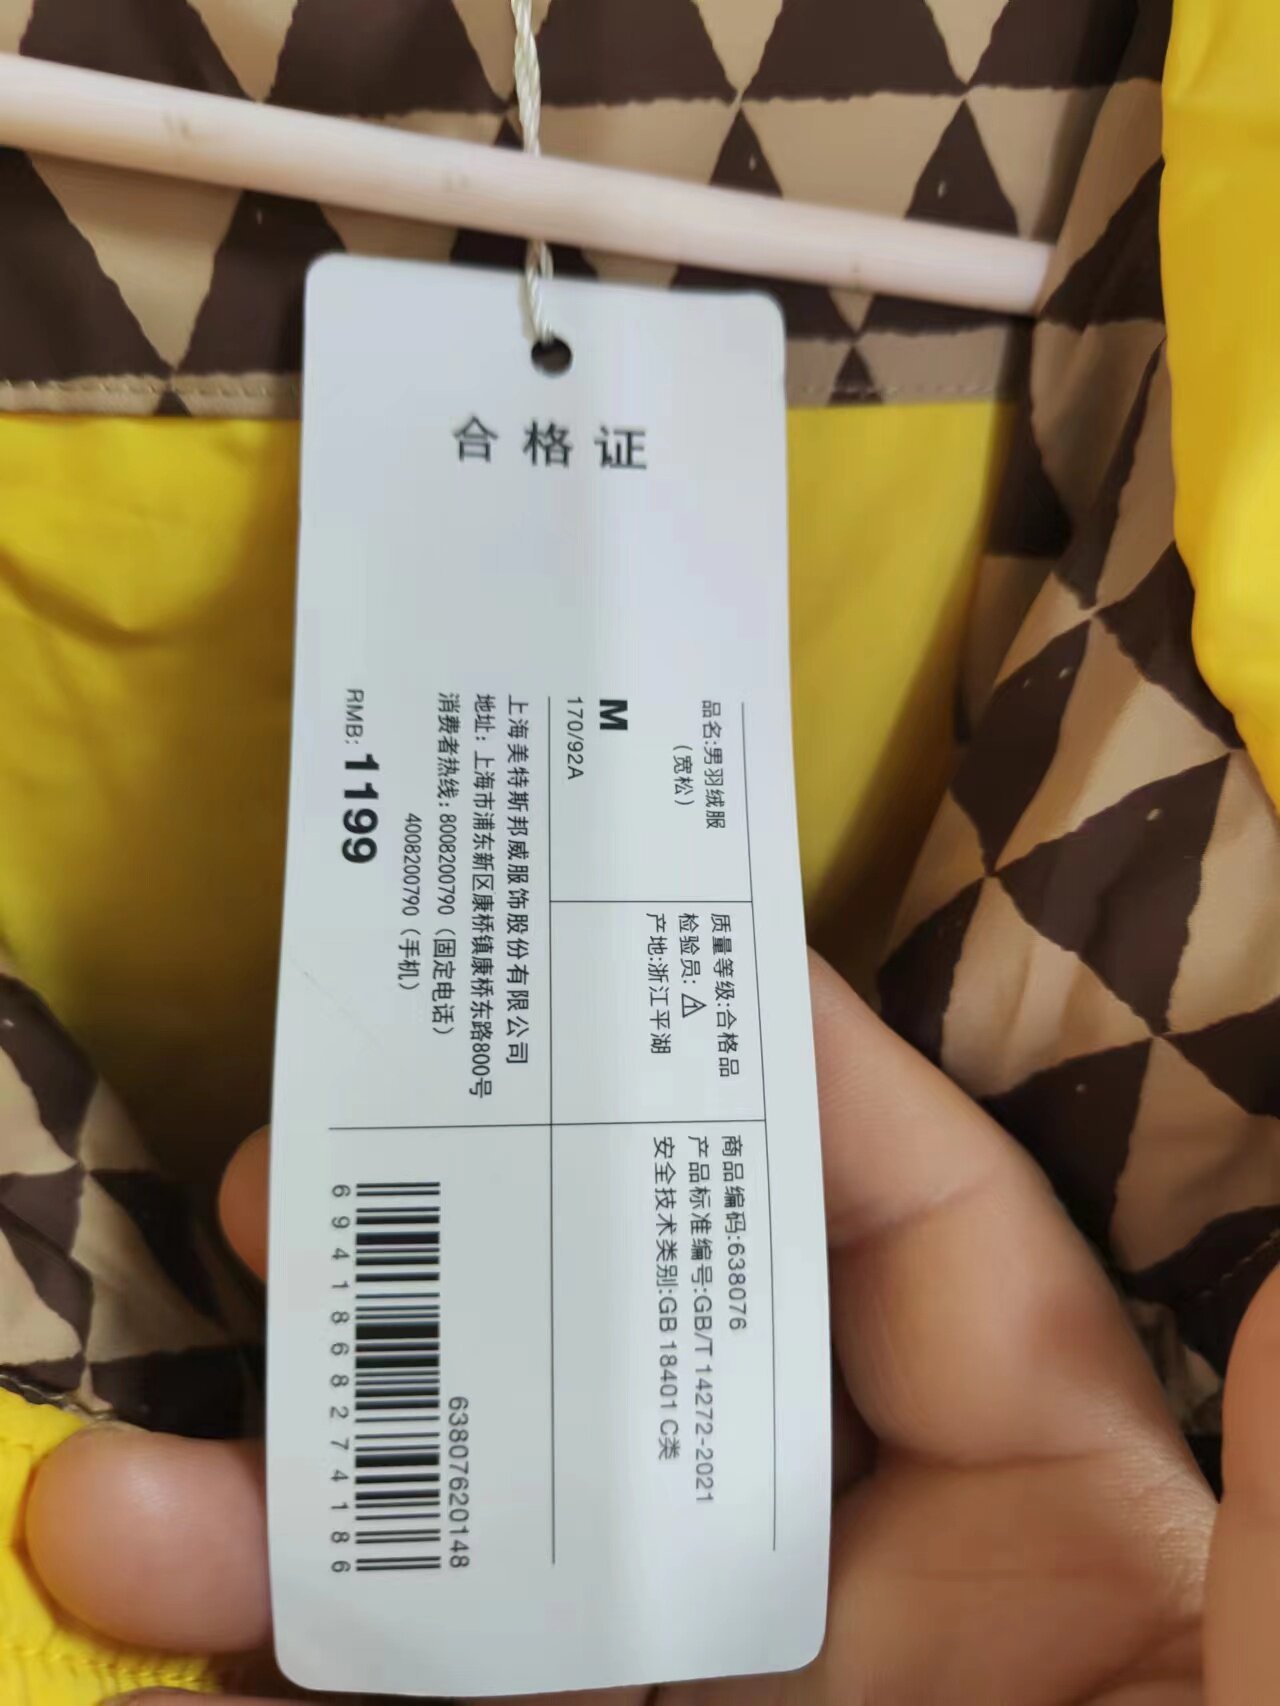 合格证
品名:男羽绒服
(宽松)
M
170/92A
质量等级:合格品
检验员:
产地:浙江平湖
商品编码:638076
产品标准编号:GB/T 14272-2021
安全技术类别:GB 18401 C类
上海美特斯邦威服饰股份有限公司
地址: 上海市浦东新区康桥镇康桥东路800号
消费者热线: 8008200790 (固定电话)
4008200790 (手机)
RMB: 1199
63807620148
6941868274186